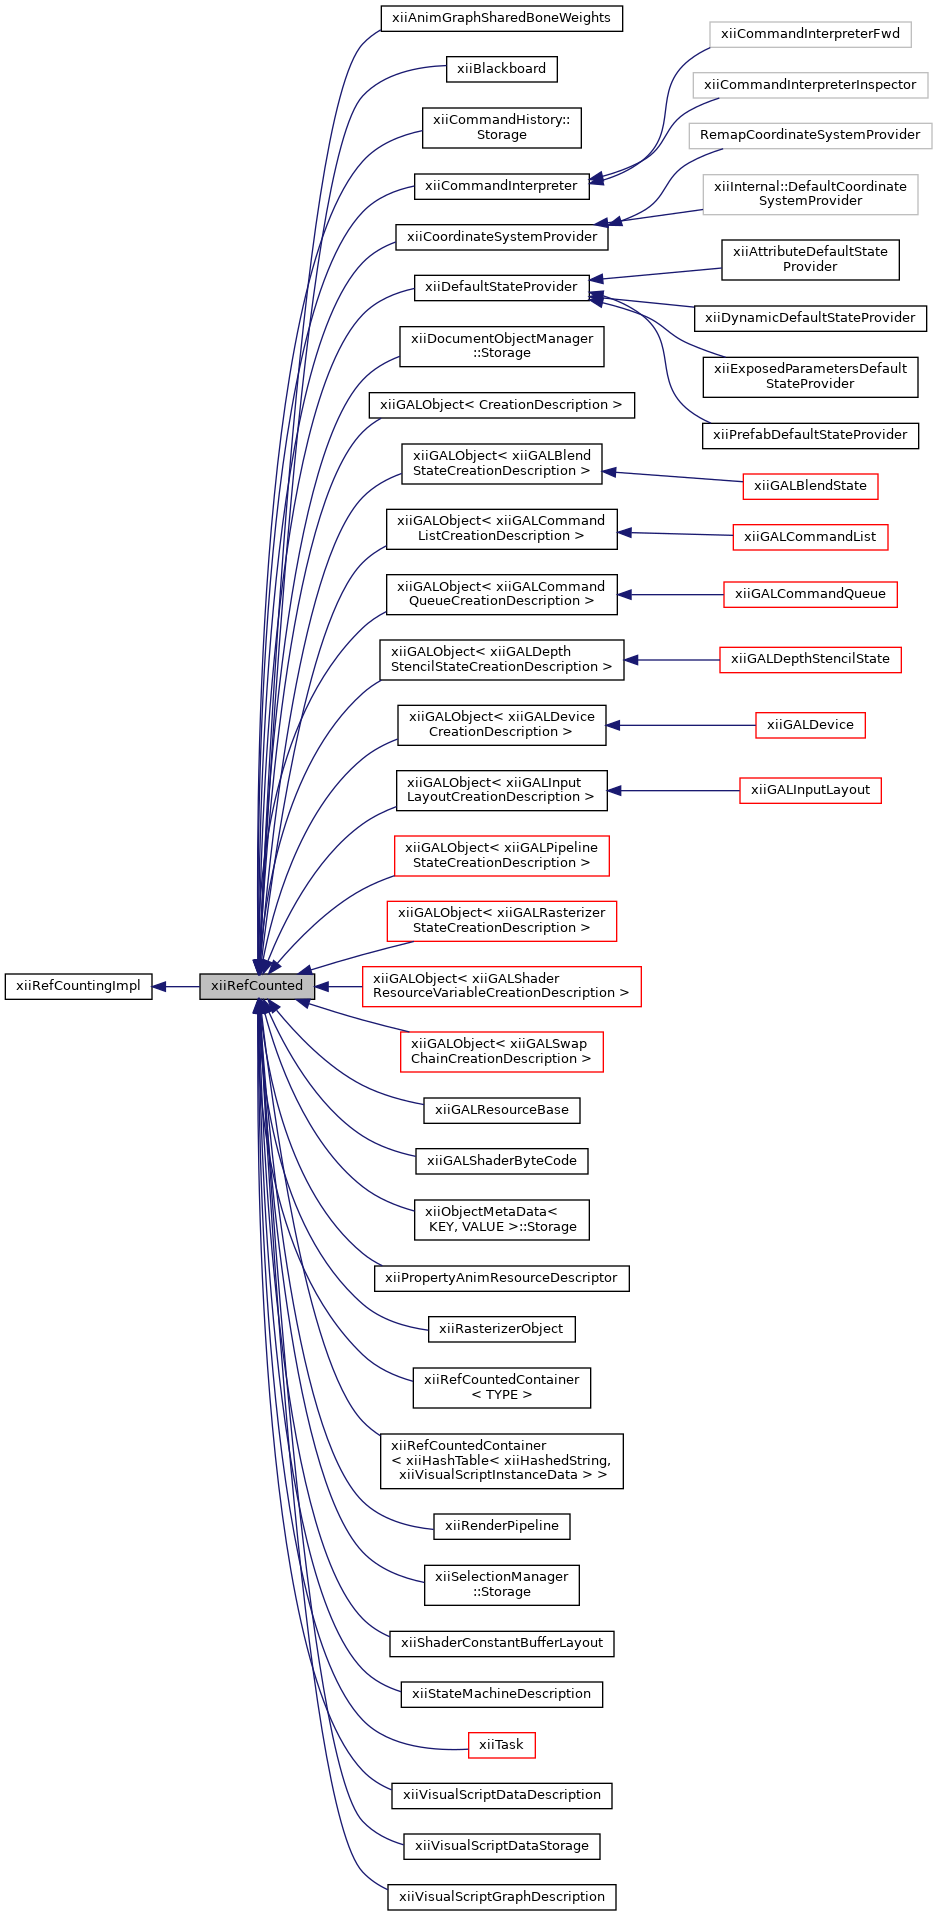 xiiAnimGraphSharedBoneWeights
xiiBlackboard
xiiCommandHistory::
Storage
xiiCommandInterpreter
xiiCoordinateSystemProvider
xiiDefaultStateProvider
xiiDocumentObjectManager
::Storage
xiiGALObject< CreationDescription >
xiiGALObject< xiiGALBlend
StateCreationDescription >
xiiGALObject< xiiGALCommand
ListCreationDescription >
xiiGALObject< xiiGALCommand
QueueCreationDescription >
xiiGALObject< xiiGALDepth
StencilStateCreationDescription >
xiiGALObject< xiiGALDevice
CreationDescription >
xiiGALObject< xiiGALInput
LayoutCreationDescription >
xiiGALObject< xiiGALPipeline
StateCreationDescription >
xiiGALObject< xiiGALRasterizer
StateCreationDescription >
xiiGALObject< xiiGALShader
ResourceVariableCreationDescription >
xiiGALObject< xiiGALSwap
ChainCreationDescription >
xiiGALResourceBase
xiiGALShaderByteCode
xiiObjectMetaData<
KEY, VALUE >::Storage
xiiPropertyAnimResourceDescriptor
xiiRasterizerObject
xiiRefCountedContainer
< TYPE >
xiiRefCountedContainer
< xiiHashTable< xiiHashedString,
xiiVisualScriptInstanceData > >
xiiRenderPipeline
xiiSelectionManager
::Storage
xiiShaderConstantBufferLayout
xiiStateMachineDescription
xiiTask
xiiVisualScriptDataDescription
xiiVisualScriptDataStorage
xiiVisualScriptGraphDescription
xiiRefCountingImpl
xiiRefCounted
xiiCommandInterpreterFwd
xiiCommandInterpreterInspector
RemapCoordinateSystemProvider
xiiInternal::DefaultCoordinate
SystemProvider
xiiAttributeDefaultState
Provider
xiiDynamicDefaultStateProvider
xiiExposedParametersDefault
StateProvider
xiiPrefabDefaultStateProvider
xiiGALBlendState
xiiGALCommandList
xiiGALCommandQueue
xiiGALDepthStencilState
xiiGALDevice
xiiGALInputLayout